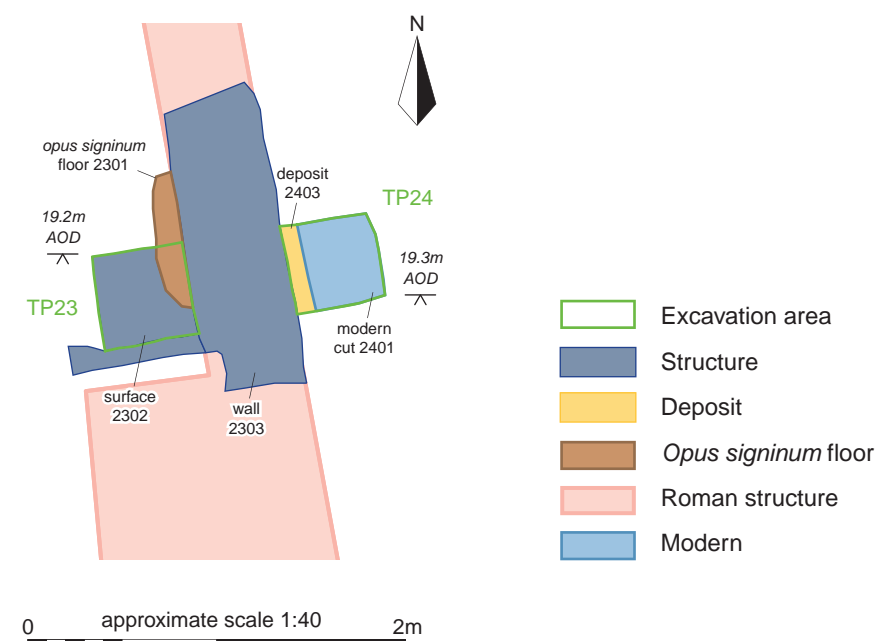 N
opus signinum
floor 2301
deposit
2403
TP24
19.2m
AOD
19.3m
AOD
TP23
modern
cut 2401
surface
2302
wall
2303
Excavation area
Structure
Deposit
Opus signinum floor
Roman structure
Modern
0 approximate scale 1:40 2m